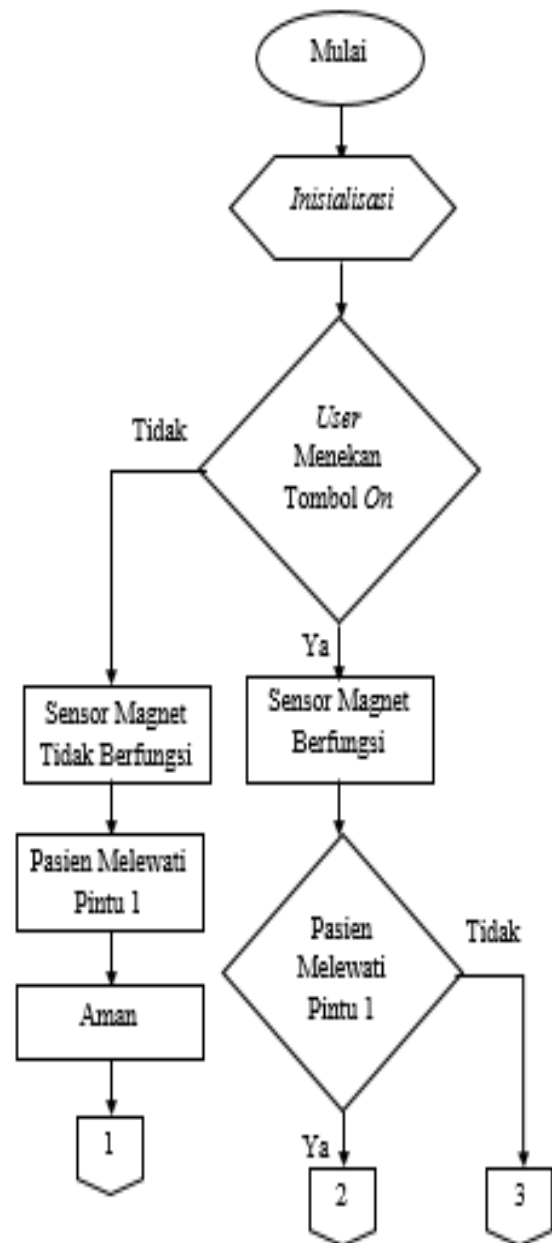 Mulai
Inisialisasi
Tidak
User
Menekan
Tombol On
Ya
Sensor Magnet
Tidak Berfungsi
Sensor Magnet
Berfungsi
Pasien Melewati
Pintu 1
Pasien
Melewati
Pintu 1
Tidak
Aman
1
Ya
2
3